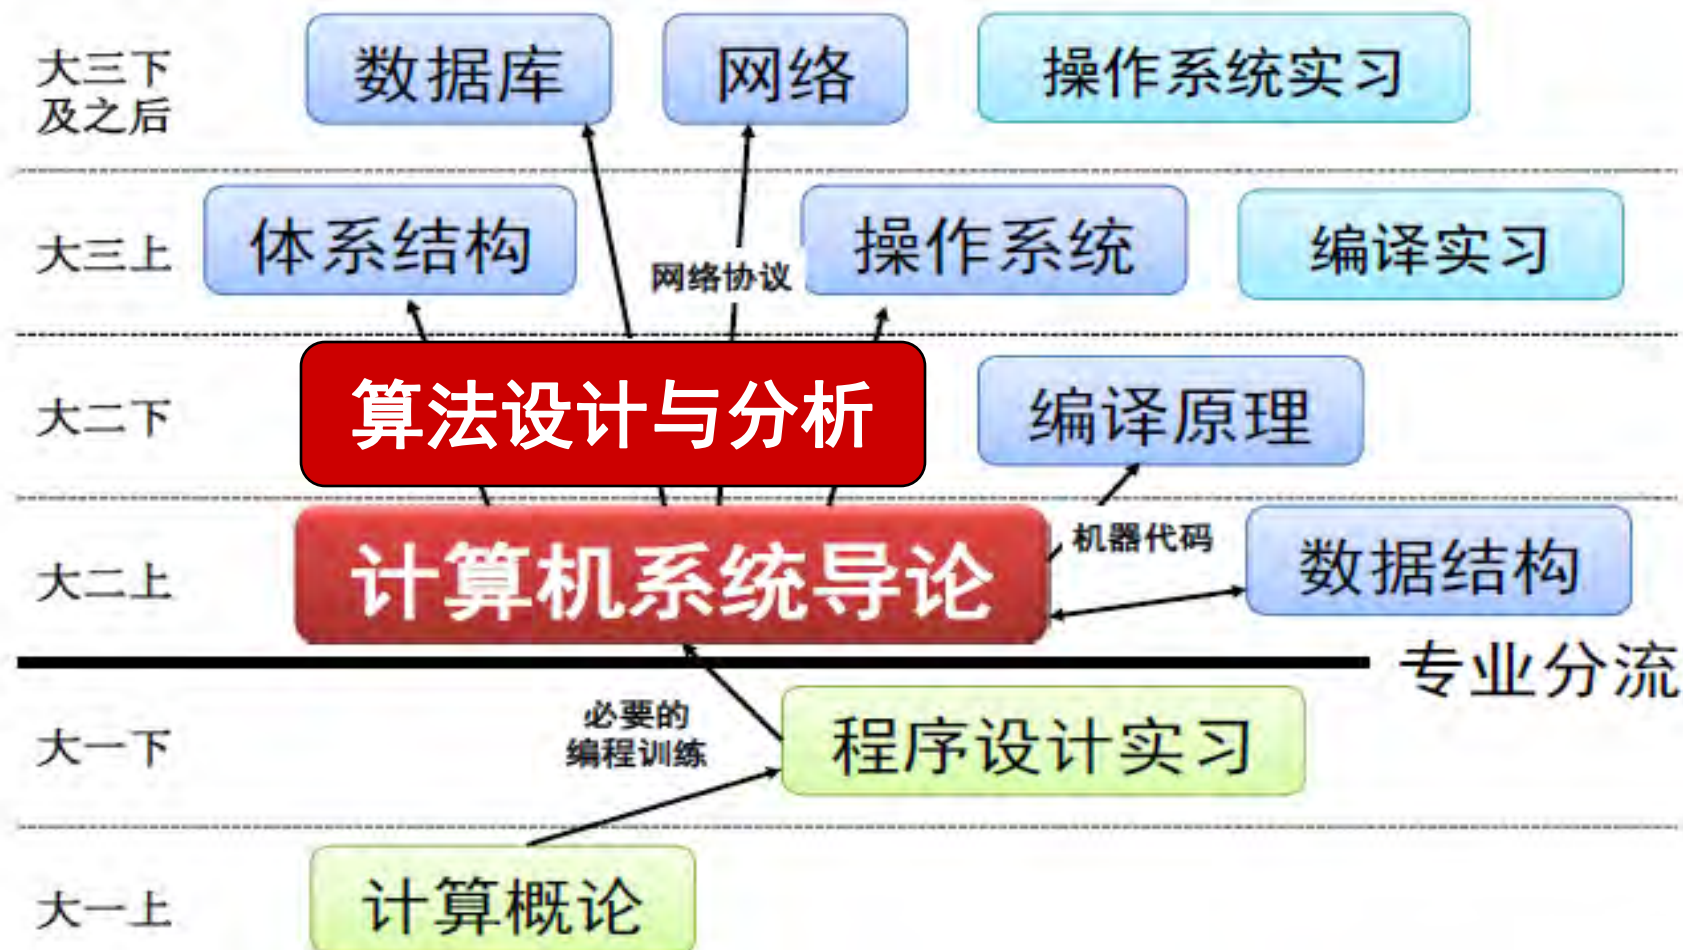 大三下
及之后
数据库
网络
操作系统实习
大三上
体系结构
网络协议
操作系统
编译实习
大二下
算法设计与分析
编译原理
大二上
计算机系统导论
机器代码
数据结构
专业分流
大一下
必要的
编程训练
程序设计实习
大一上
计算概论